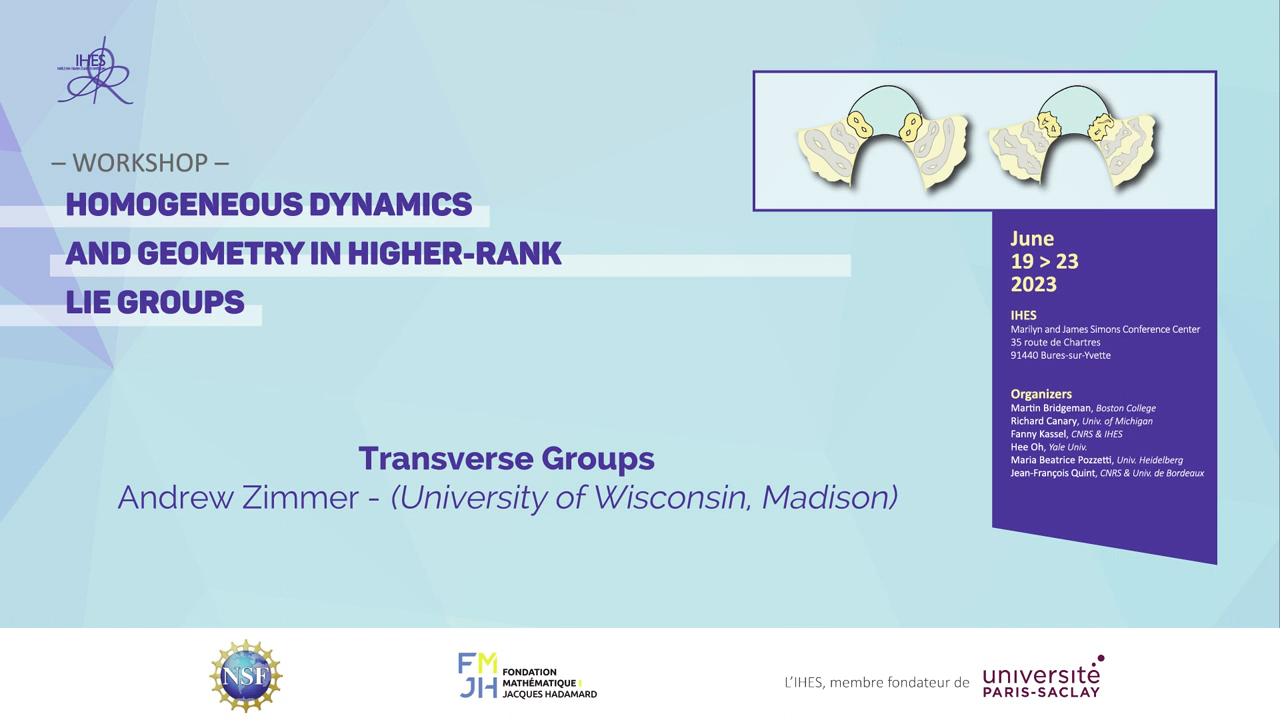 IHES
– WORKSHOP –
HOMOGENEOUS DYNAMICS
AND GEOMETRY IN HIGHER-RANK
LIE GROUPS
June
19 > 23
2023
IHES
Marilyn and James Simons Conference Center
35 route de Chartres
91440 Bures-sur-Yvette
Organizers
Martin Bridgeman, Boston College
Richard Canary, Univ. of Michigan
Fanny Kassel, CNRS & IHES
Hee Oh, Yale Univ.
Maria Beatrice Pozzetti, Univ. Heidelberg
Jean-François Quint, CNRS & Univ. de Bordeaux
Transverse Groups
Andrew Zimmer - (University of Wisconsin, Madison)
NSF
FMJH
FONDATION
MATHÉMATIQUE
JACQUES HADAMARD
L'IHES, membre fondateur de
université
PARIS-SACLAY